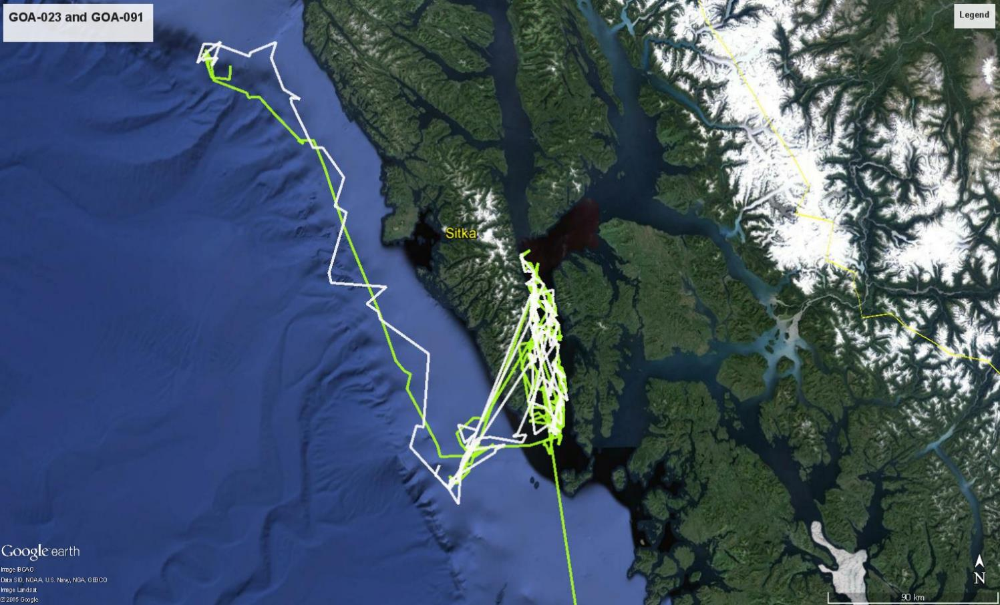 GOA-023 and GOA-091
Legend
Sitka
Google earth
Image IBCAO
Data SIO, NOAA, U.S. Navy, NGA, GEBCO
Image Landsat
©2015 Google
N
90 km